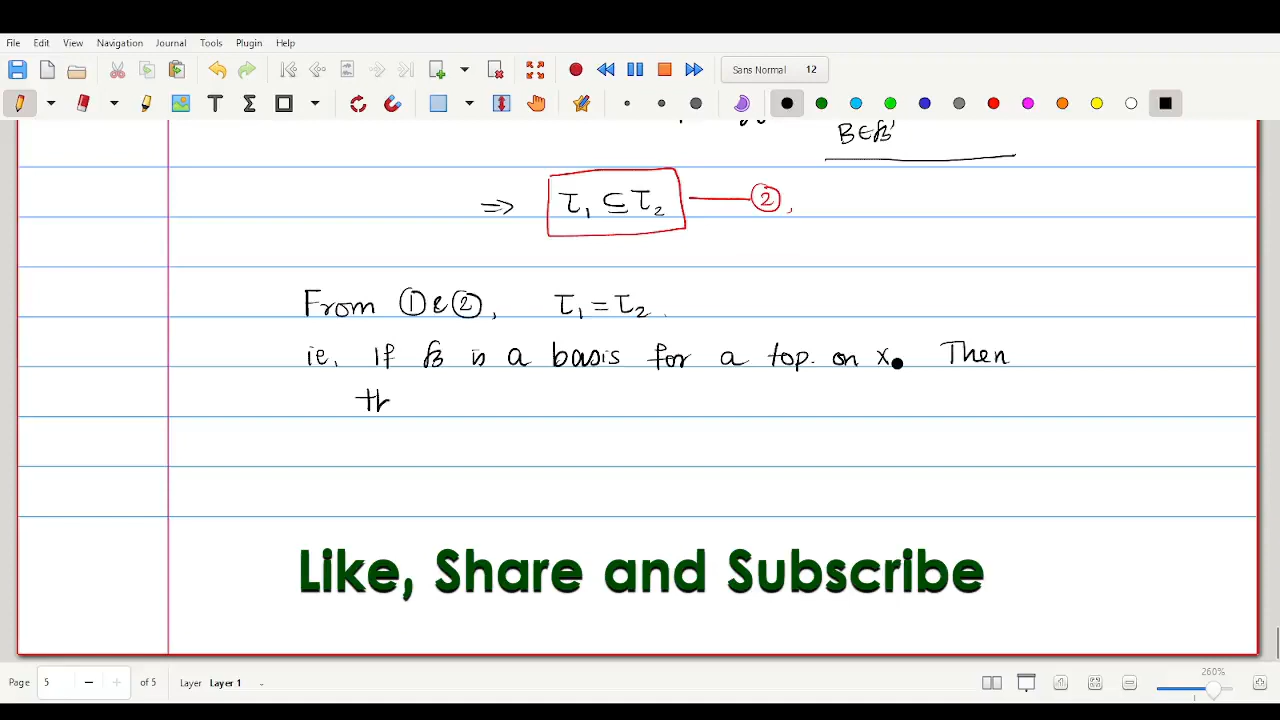 File Edit View Navigation Journal Tools Plugin Help
Sans Normal 12
B∈ℬ'
⇒ τ₁ ⊆ τ₂ — ②,
From ① & ②, τ₁ = τ₂.
ie. If ℬ is a basis for a top. on X. Then
th
Like, Share and Subscribe
260%
Page 5 of 5 Layer Layer 1